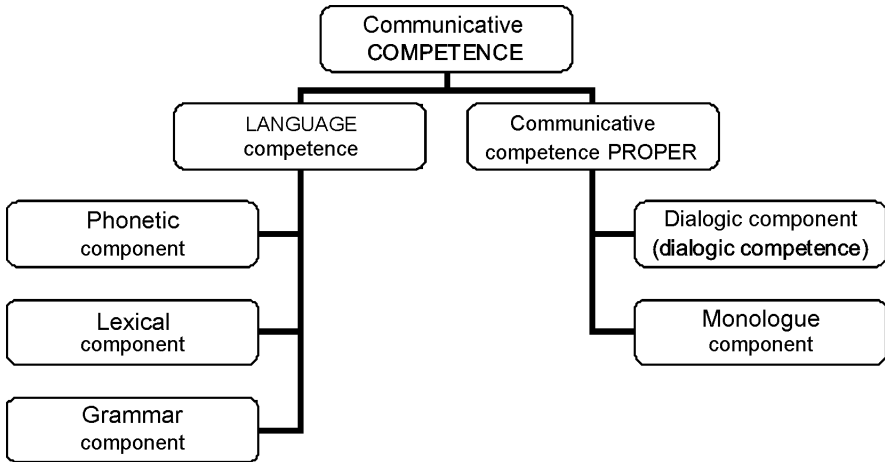 Communicative
COMPETENCE
LANGUAGE
competence
Communicative
competence PROPER
Phonetic
component
Dialogic component
(dialogic competence)
Lexical
component
Monologue
component
Grammar
component